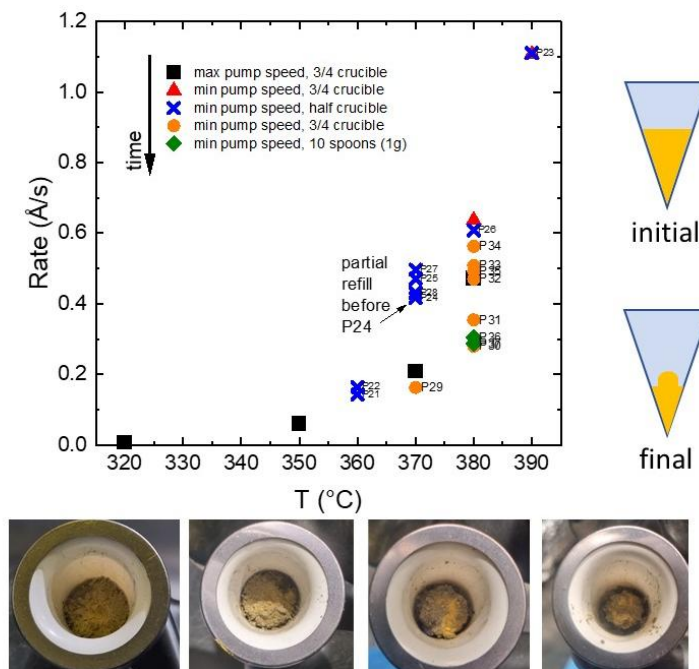 1.2
1.0
0.8
0.6
0.4
0.2
0.0
Rate (Å/s)
time
max pump speed, 3/4 crucible
min pump speed, 3/4 crucible
min pump speed, half crucible
min pump speed, 3/4 crucible
min pump speed, 10 spoons (1g)
P23
P26
P34
P33
P32
P31
P36
P30
P27
P25
P28
P24
partial
refill
before
P24
P22
P21
P29
320 330 340 350 360 370 380 390
T (°C)
initial
final